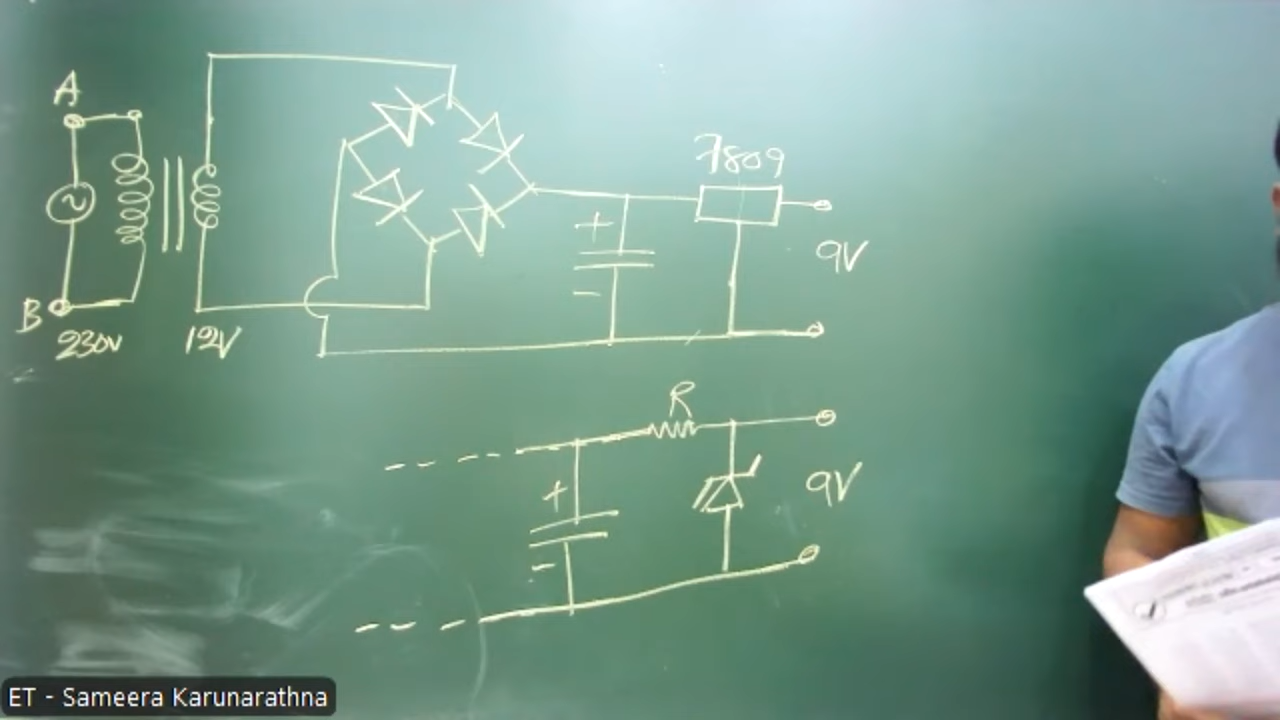 A
7809
+
-
9V
B
230V
12V
R
+
-
9V
ET - Sameera Karunarathna